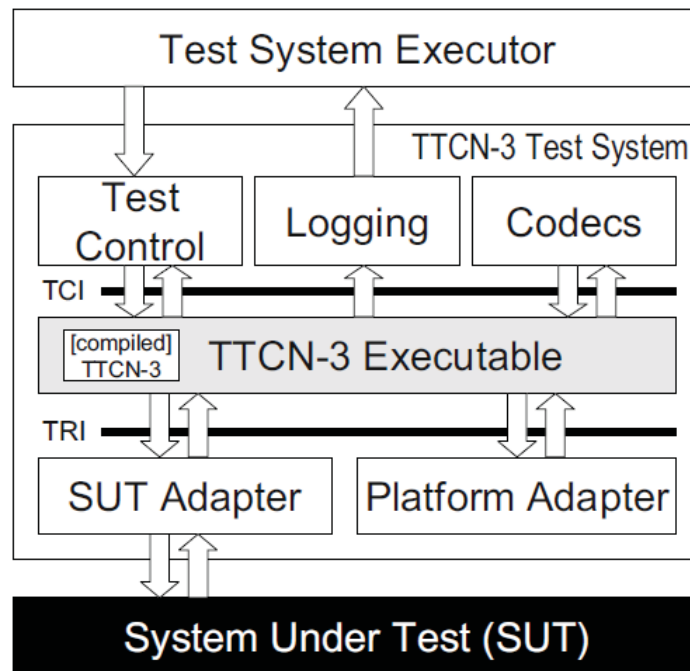 Test System Executor
TTCN-3 Test System
Test
Control
Logging
Codecs
TCI
[compiled]
TTCN-3
TTCN-3 Executable
TRI
SUT Adapter
Platform Adapter
System Under Test (SUT)